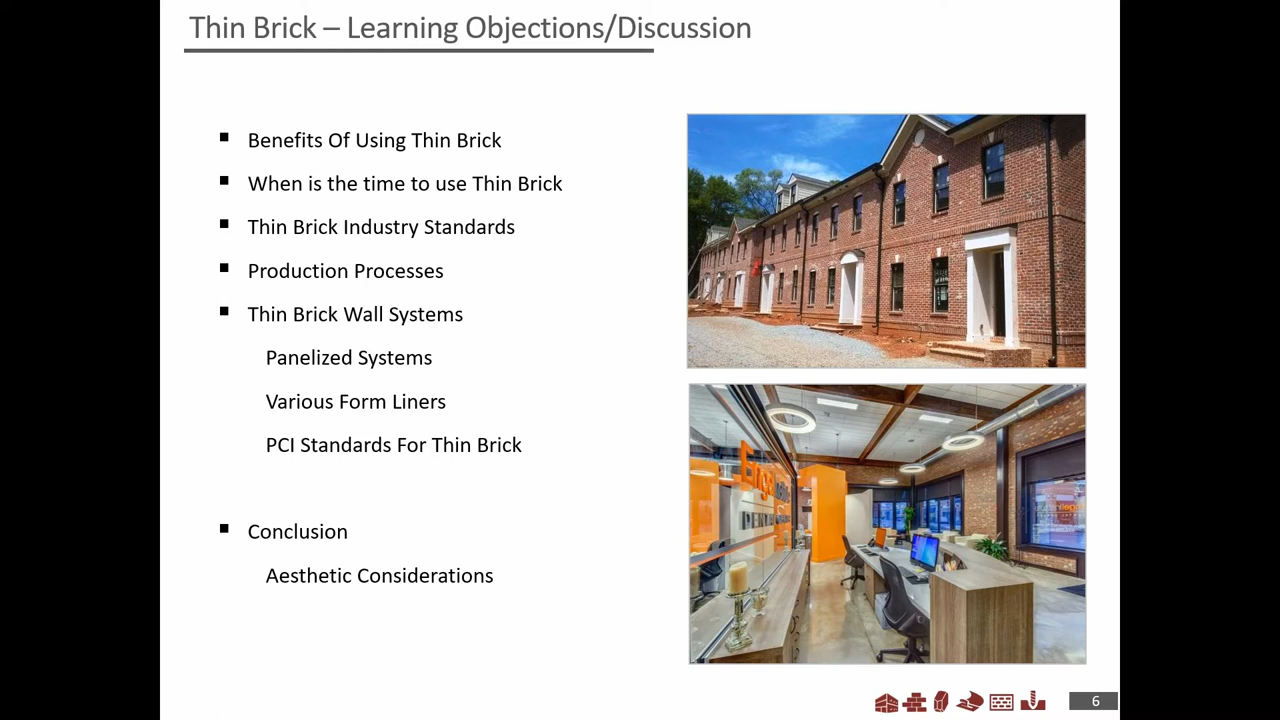 Thin Brick – Learning Objections/Discussion
Benefits Of Using Thin Brick
When is the time to use Thin Brick
Thin Brick Industry Standards
Production Processes
Thin Brick Wall Systems
Panelized Systems
Various Form Liners
PCI Standards For Thin Brick
Conclusion
Aesthetic Considerations
6